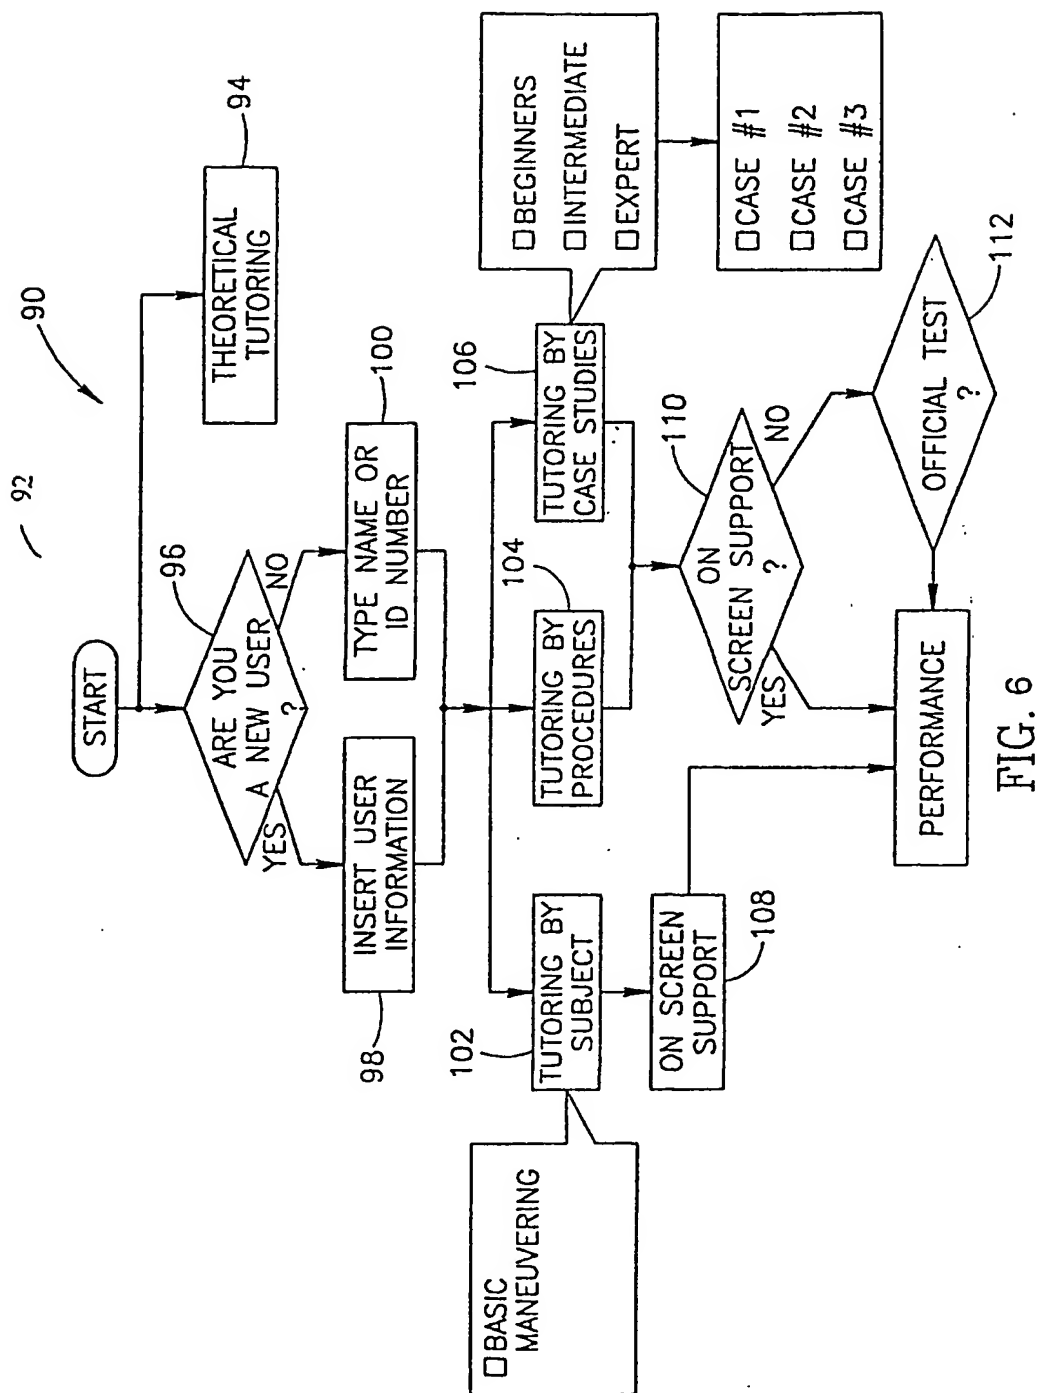 92
90
START
94
THEORETICAL
TUTORING
96
ARE YOU
A NEW USER
?
YES
NO
98
INSERT USER
INFORMATION
100
TYPE NAME OR
ID NUMBER
102
TUTORING BY
SUBJECT
104
TUTORING BY
PROCEDURES
106
TUTORING BY
CASE STUDIES
BASIC
MANEUVERING
BEGINNERS
INTERMEDIATE
EXPERT
CASE #1
CASE #2
CASE #3
ON SCREEN
SUPPORT
108
110
ON
SCREEN SUPPORT
?
YES
NO
112
OFFICIAL TEST
?
PERFORMANCE
FIG. 6